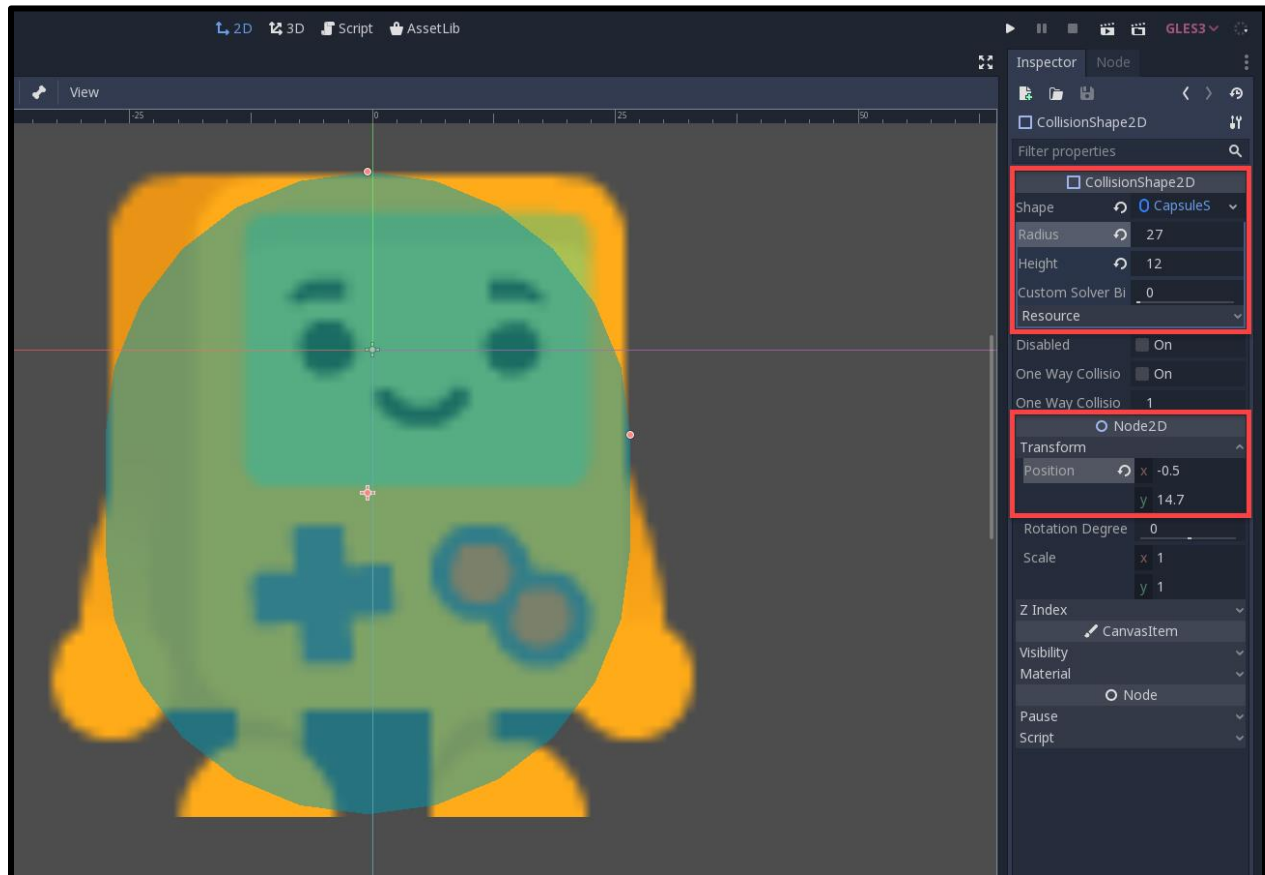 2D 3D Script AssetLib GLES3
Inspector Node
View
-25 0 25 50
CollisionShape2D
Filter properties
CollisionShape2D
Shape CapsuleS
Radius 27
Height 12
Custom Solver Bi 0
Resource
Disabled On
One Way Collisio On
One Way Collisio 1
Node2D
Transform
Position x -0.5
y 14.7
Rotation Degree 0
Scale x 1
y 1
Z Index
CanvasItem
Visibility
Material
Node
Pause
Script